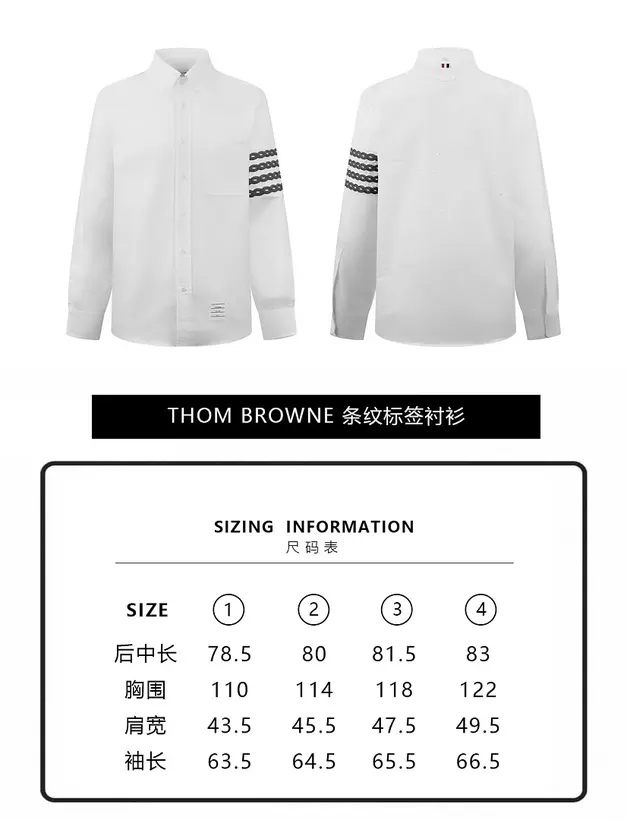 THOM BROWNE 条纹标签衬衫
SIZING INFORMATION
尺码表
SIZE 1 2 3 4
后中长 78.5 80 81.5 83
胸围 110 114 118 122
肩宽 43.5 45.5 47.5 49.5
袖长 63.5 64.5 65.5 66.5